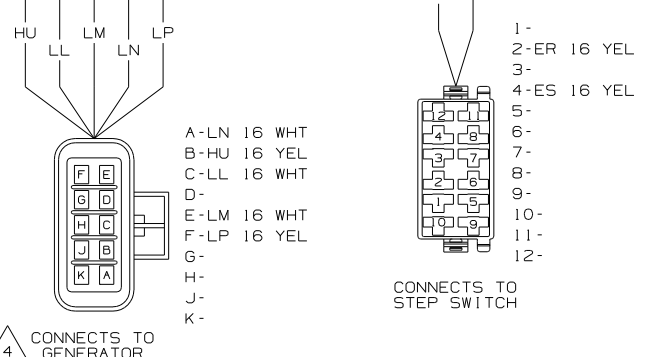 HU LM LP
LL LN
F E
G D
H C
J B
K A
A-LN 16 WHT
B-HU 16 YEL
C-LL 16 WHT
D-
E-LM 16 WHT
F-LP 16 YEL
G-
H-
J-
K-
4 CONNECTS TO
GENERATOR
12 11
4 8
3 7
2 6
1 5
10 9
1-
2-ER 16 YEL
3-
4-ES 16 YEL
5-
6-
7-
8-
9-
10-
11-
12-
CONNECTS TO
STEP SWITCH